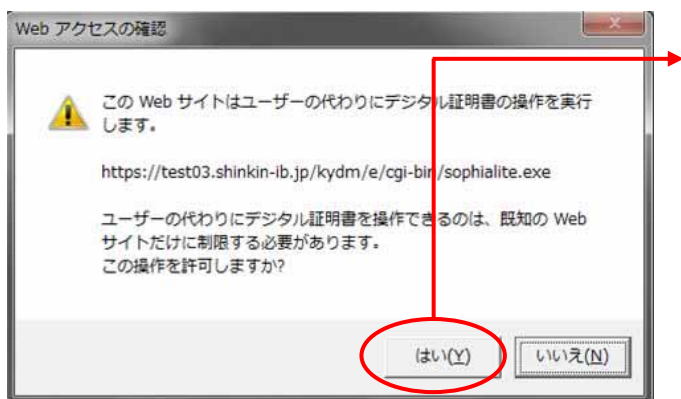 Web アクセスの確認
この Web サイトはユーザーの代わりにデジタル証明書の操作を実行
します。
https://test03.shinkin-ib.jp/kydm/e/cgi-bin/sophialite.exe
ユーザーの代わりにデジタル証明書を操作できるのは、既知の Web
サイトだけに制限する必要があります。
この操作を許可しますか?
はい(Y)
いいえ(N)